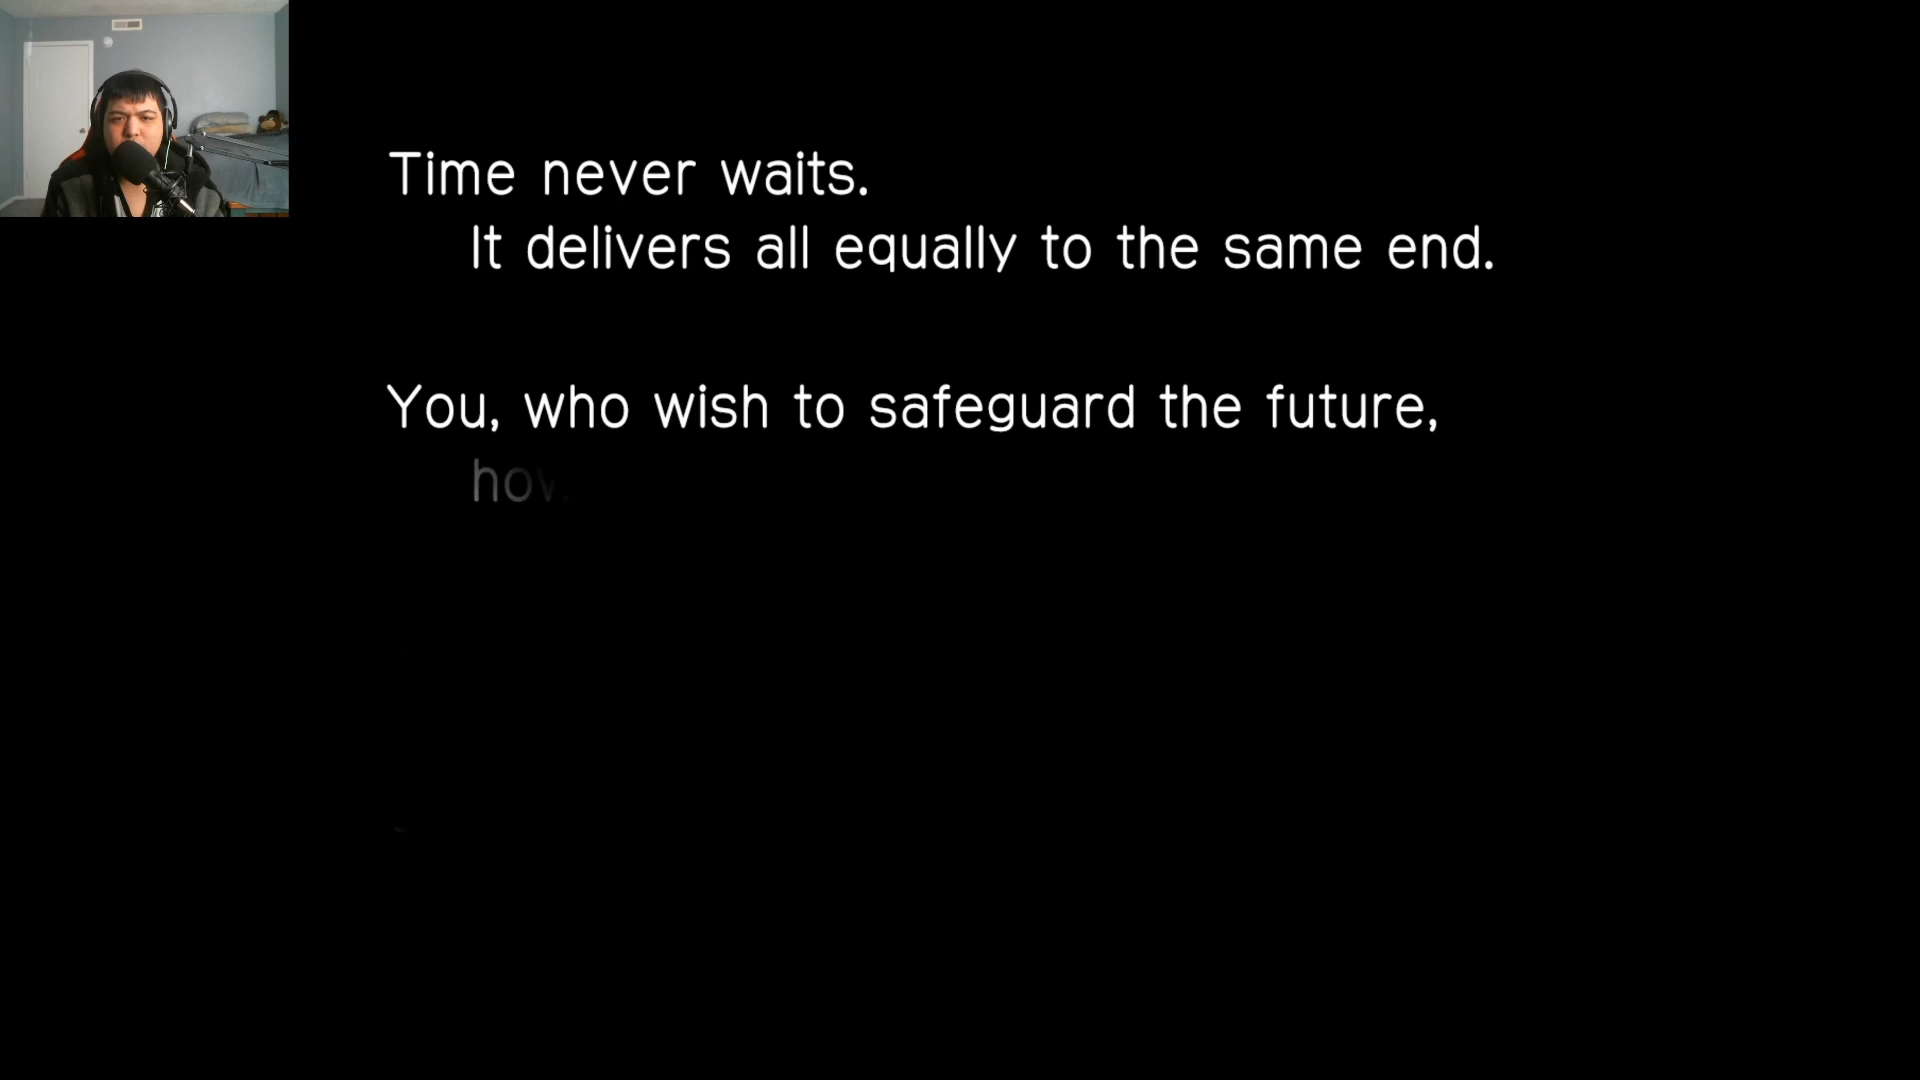 Time never waits.
It delivers all equally to the same end.
You, who wish to safeguard the future,